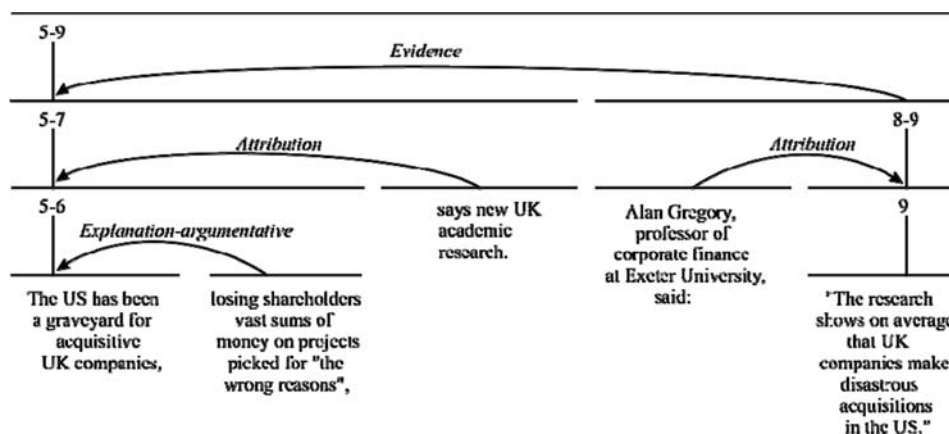 5-9
Evidence
5-7
8-9
Attribution
Attribution
5-6
says new UK
academic
research.
Alan Gregory,
professor of
corporate finance
at Exeter University,
said:
9
Explanation-argumentative
The US has been
a graveyard for
acquisitive
UK companies,
losing shareholders
vast sums of
money on projects
picked for "the
wrong reasons",
"The research
shows on average
that UK
companies make
disastrous
acquisitions
in the US."